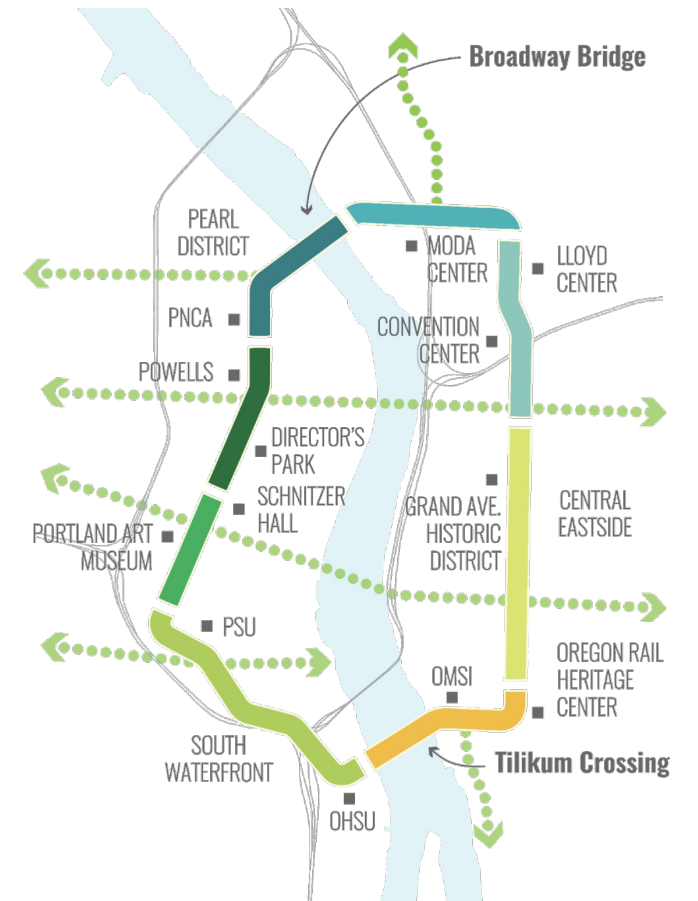 Broadway Bridge
PEARL
DISTRICT
MODA
CENTER
LLOYD
CENTER
PNCA
CONVENTION
CENTER
POWELLS
DIRECTOR'S
PARK
SCHNITZER
HALL
GRAND AVE.
HISTORIC
DISTRICT
CENTRAL
EASTSIDE
PORTLAND ART
MUSEUM
PSU
OREGON RAIL
HERITAGE
CENTER
OMSI
SOUTH
WATERFRONT
Tilikum Crossing
OHSU